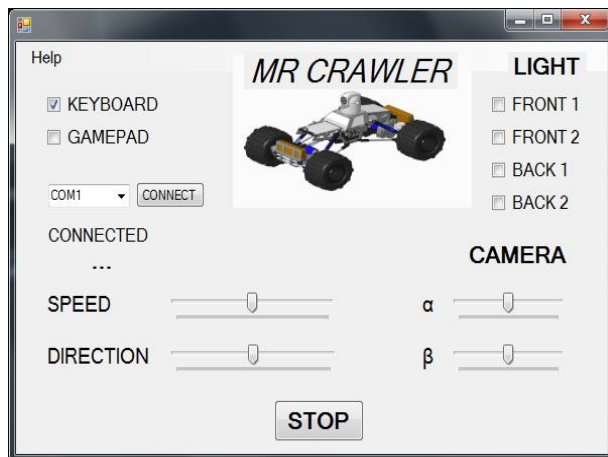 Help
MR CRAWLER
LIGHT
KEYBOARD
FRONT 1
GAMEPAD
FRONT 2
BACK 1
COM1
CONNECT
BACK 2
CONNECTED
...
CAMERA
SPEED
α
DIRECTION
β
STOP